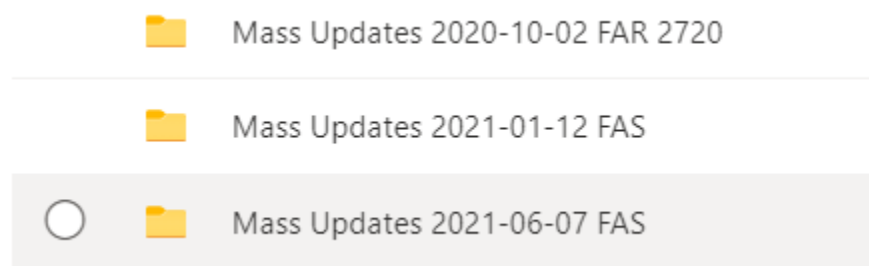 Mass Updates 2020-10-02 FAR 2720
Mass Updates 2021-01-12 FAS
Mass Updates 2021-06-07 FAS